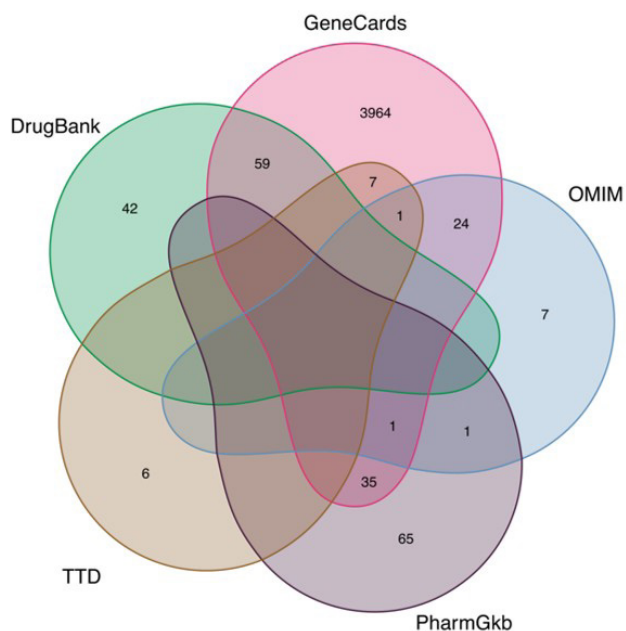 GeneCards
3964
DrugBank
59
7
OMIM
42
1
24
7
1
1
6
35
65
TTD
PharmGkb